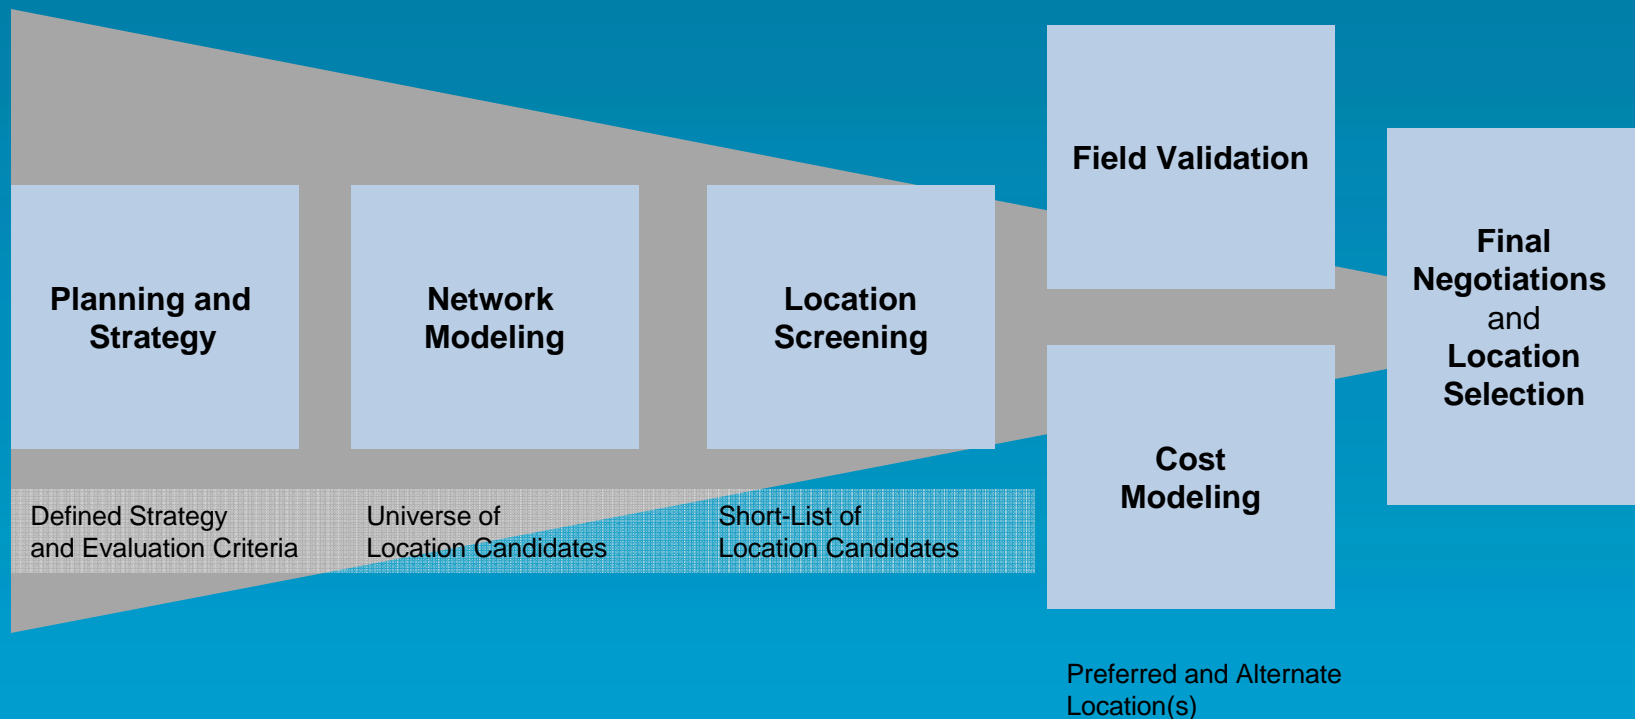 Planning and
Strategy
Network
Modeling
Location
Screening
Field Validation
Cost
Modeling
Final
Negotiations
and
Location
Selection
Defined Strategy
and Evaluation Criteria
Universe of
Location Candidates
Short-List of
Location Candidates
Preferred and Alternate
Location(s)